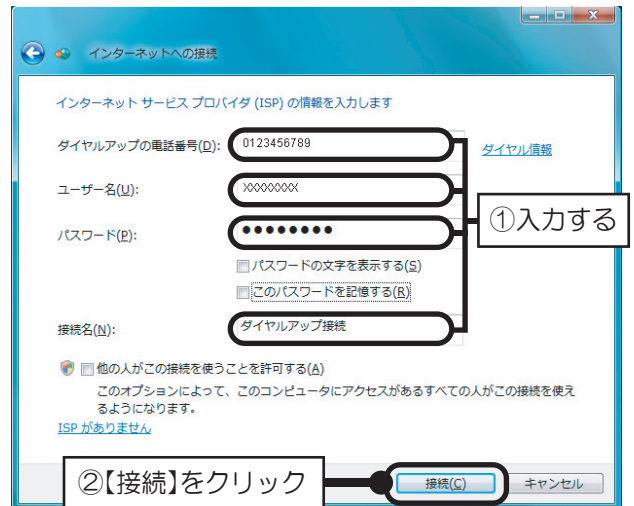 インターネットへの接続
インターネット サービス プロバイダ (ISP) の情報を入力します
ダイヤルアップの電話番号(D): 0123456789 ダイヤル情報
ユーザー名(U): XXXXXXXX
①入力する
パスワード(P): ●●●●●●●●
パスワードの文字を表示する(S)
このパスワードを記憶する(R)
接続名(N): ダイヤルアップ接続
他の人がこの接続を使うことを許可する(A)
このオプションによって、このコンピュータにアクセスがあるすべての人がこの接続を使え
るようになります。
ISP がありません
②【接続】をクリック 接続(C) キャンセル